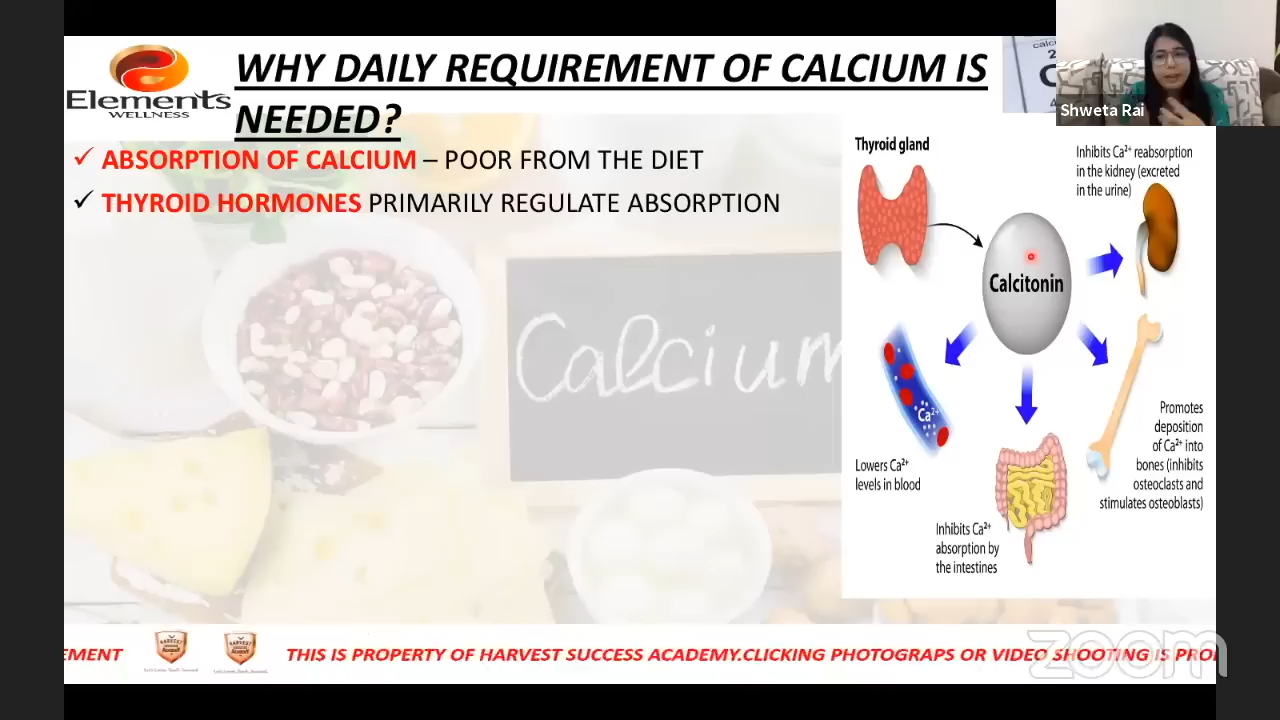 Elements
WELLNESS
WHY DAILY REQUIREMENT OF CALCIUM IS
NEEDED?
✓ ABSORPTION OF CALCIUM – POOR FROM THE DIET
✓ THYROID HORMONES PRIMARILY REGULATE ABSORPTION
Shweta Rai
Calcium
Thyroid gland
Calcitonin
Inhibits Ca²⁺ reabsorption
in the kidney (excreted
in the urine)
Ca²⁺
Lowers Ca²⁺
levels in blood
Inhibits Ca²⁺
absorption by
the intestines
Promotes
deposition
of Ca²⁺ into
bones (inhibits
osteoclasts and
stimulates osteoblasts)
EMENT
THIS IS PROPERTY OF HARVEST SUCCESS ACADEMY.CLICKING PHOTOGRAPS OR VIDEO SHOOTING IS PRO
zoom